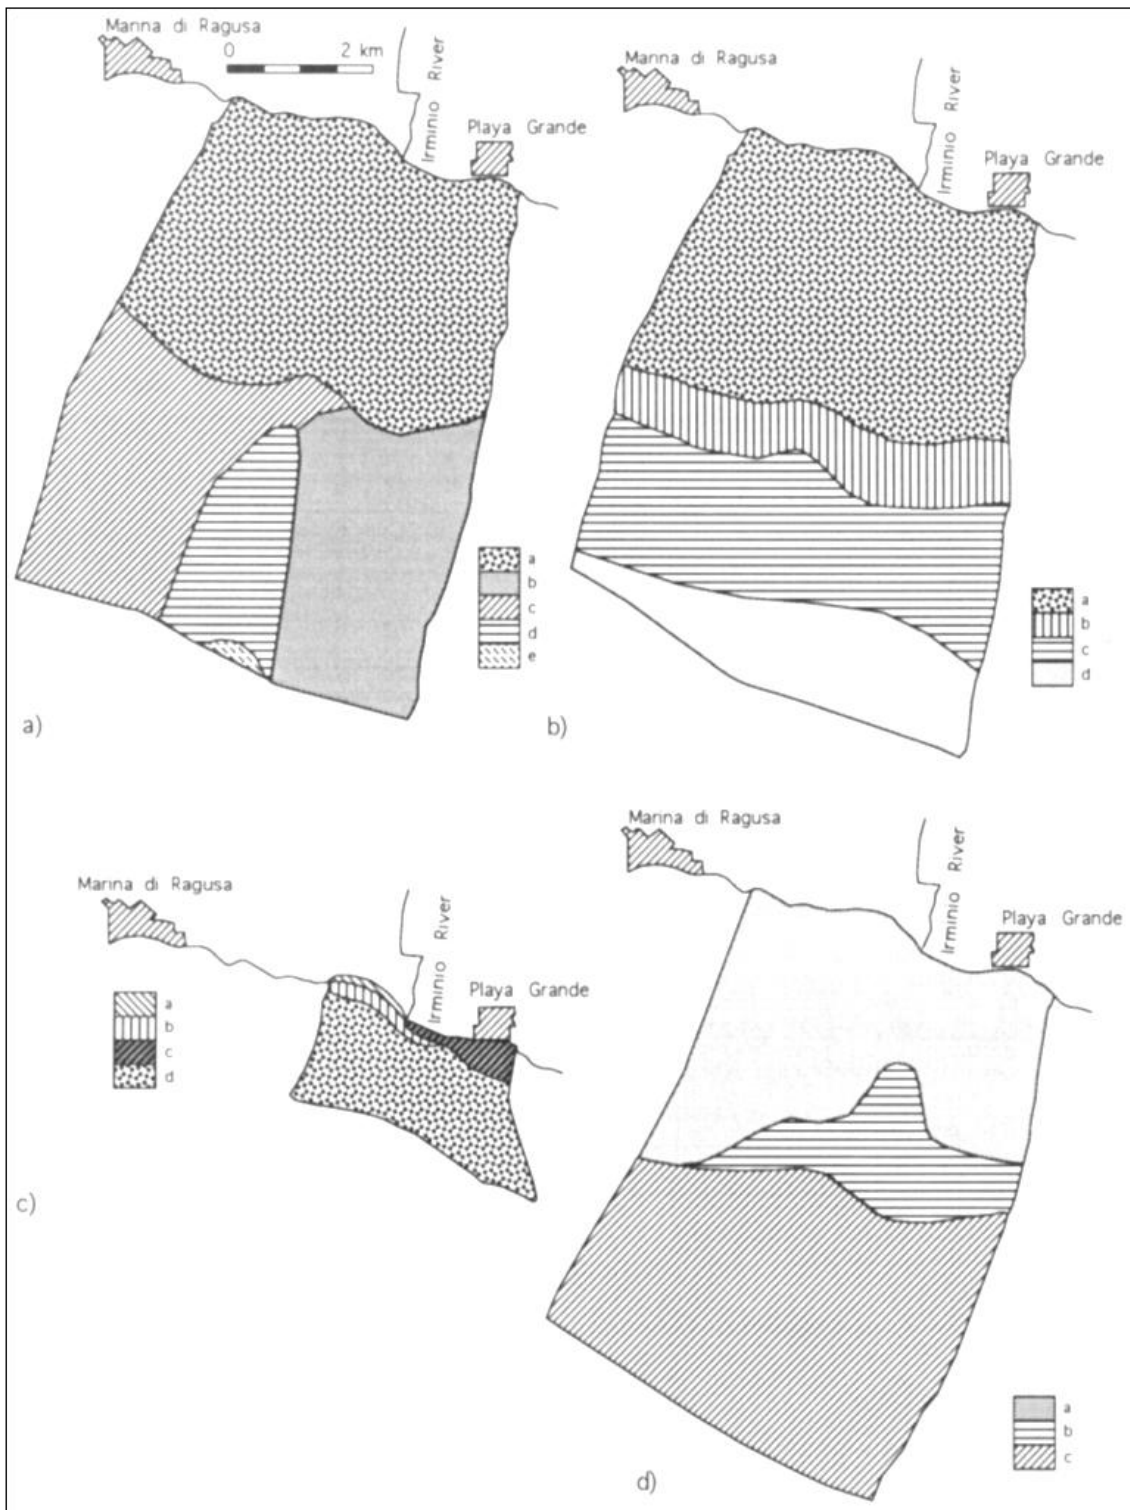 Marina di Ragusa
0 2 km
Irminio River
Playa Grande
a
b
c
d
e
a)
Marina di Ragusa
Irminio River
Playa Grande
a
b
c
d
b)
Marina di Ragusa
Irminio River
Playa Grande
a
b
c
d
c)
Marina di Ragusa
Irminio River
Playa Grande
a
b
c
d)